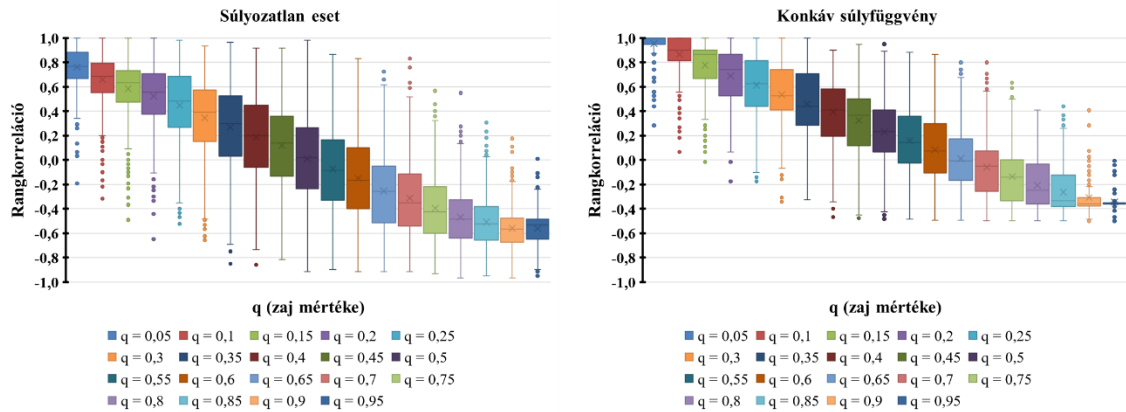 Súlyozatlan eset
Rangkorreláció
1,0
0,8
0,6
0,4
0,2
0,0
-0,2
-0,4
-0,6
-0,8
-1,0
q (zaj mértéke)
q = 0,05 q = 0,1 q = 0,15 q = 0,2 q = 0,25
q = 0,3 q = 0,35 q = 0,4 q = 0,45 q = 0,5
q = 0,55 q = 0,6 q = 0,65 q = 0,7 q = 0,75
q = 0,8 q = 0,85 q = 0,9 q = 0,95
Konkáv súlyfüggvény
Rangkorreláció
1,0
0,8
0,6
0,4
0,2
0,0
-0,2
-0,4
-0,6
-0,8
-1,0
q (zaj mértéke)
q = 0,05 q = 0,1 q = 0,15 q = 0,2 q = 0,25
q = 0,3 q = 0,35 q = 0,4 q = 0,45 q = 0,5
q = 0,55 q = 0,6 q = 0,65 q = 0,7 q = 0,75
q = 0,8 q = 0,85 q = 0,9 q = 0,95